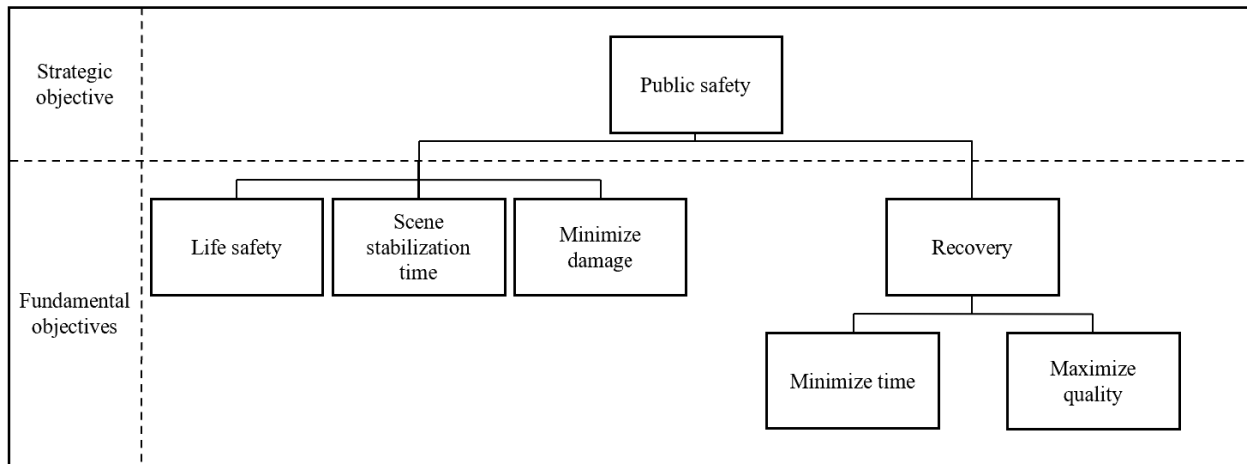 Strategic
objective
Public safety
Fundamental
objectives
Life safety
Scene
stabilization
time
Minimize
damage
Recovery
Minimize time
Maximize
quality